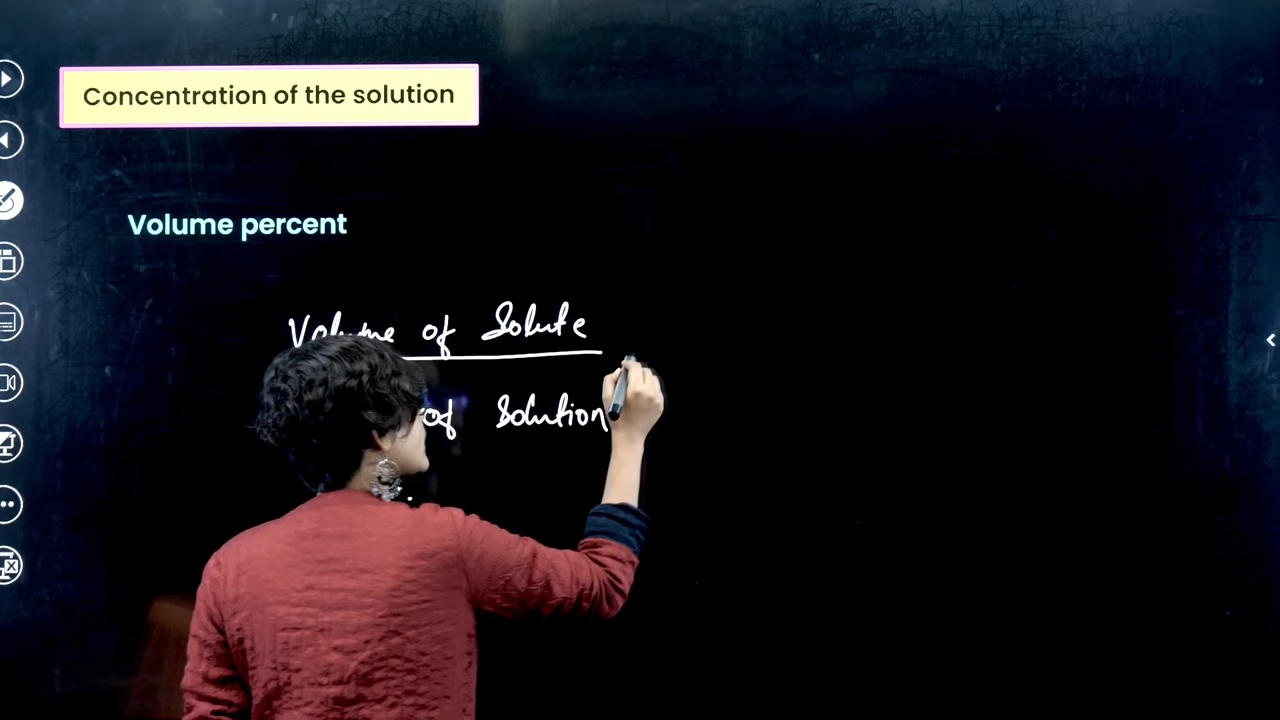 Concentration of the solution
Volume percent
Volume of Solute
of Solution